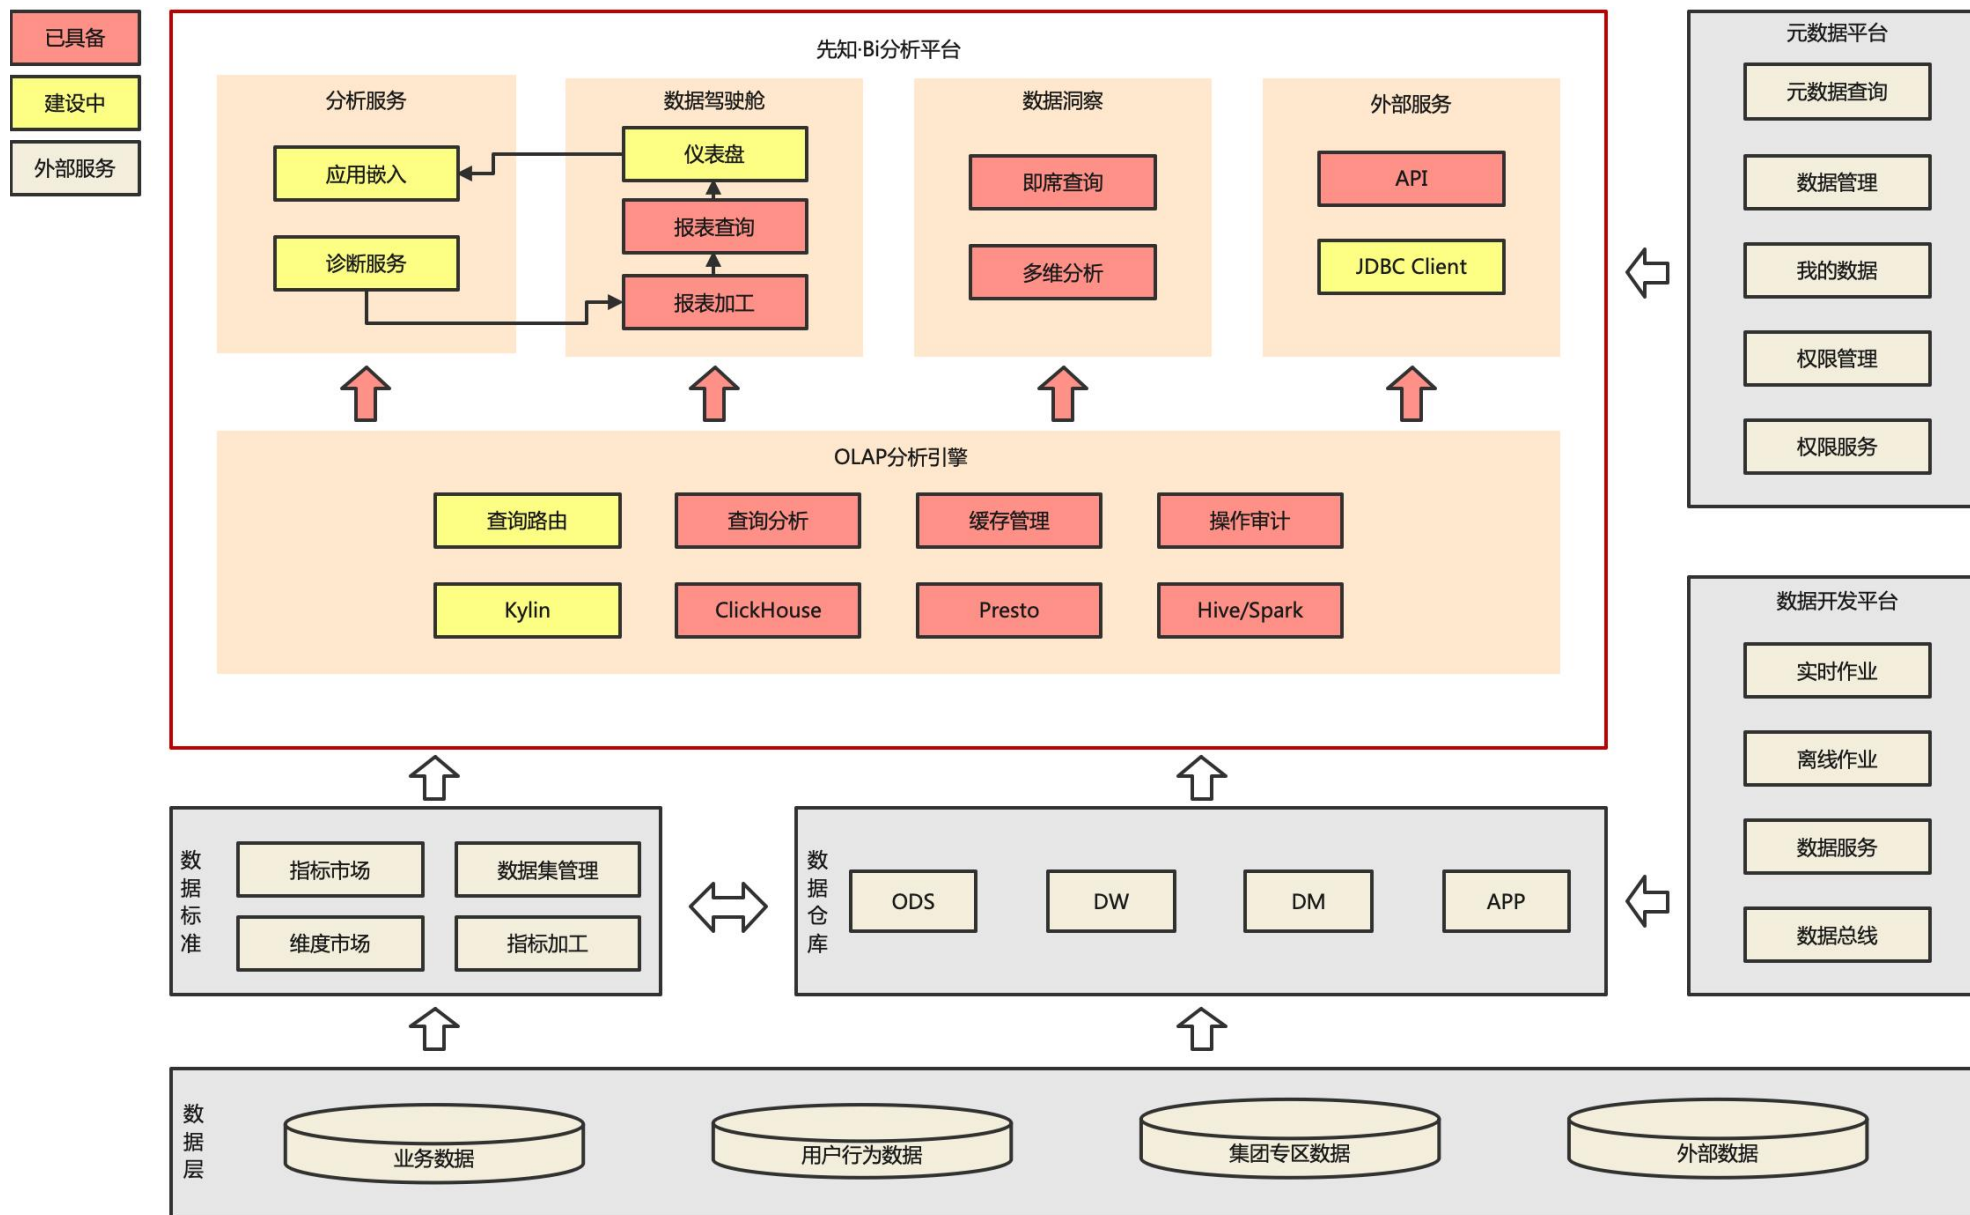 已具备
建设中
外部服务
先知·Bi分析平台
分析服务
应用嵌入
诊断服务
数据驾驶舱
仪表盘
报表查询
报表加工
数据洞察
即席查询
多维分析
外部服务
API
JDBC Client
OLAP分析引擎
查询路由
查询分析
缓存管理
操作审计
Kylin
ClickHouse
Presto
Hive/Spark
元数据平台
元数据查询
数据管理
我的数据
权限管理
权限服务
数据开发平台
实时作业
离线作业
数据服务
数据总线
数据标准
指标市场
数据集管理
维度市场
指标加工
数据仓库
ODS
DW
DM
APP
数据层
业务数据
用户行为数据
集团专区数据
外部数据